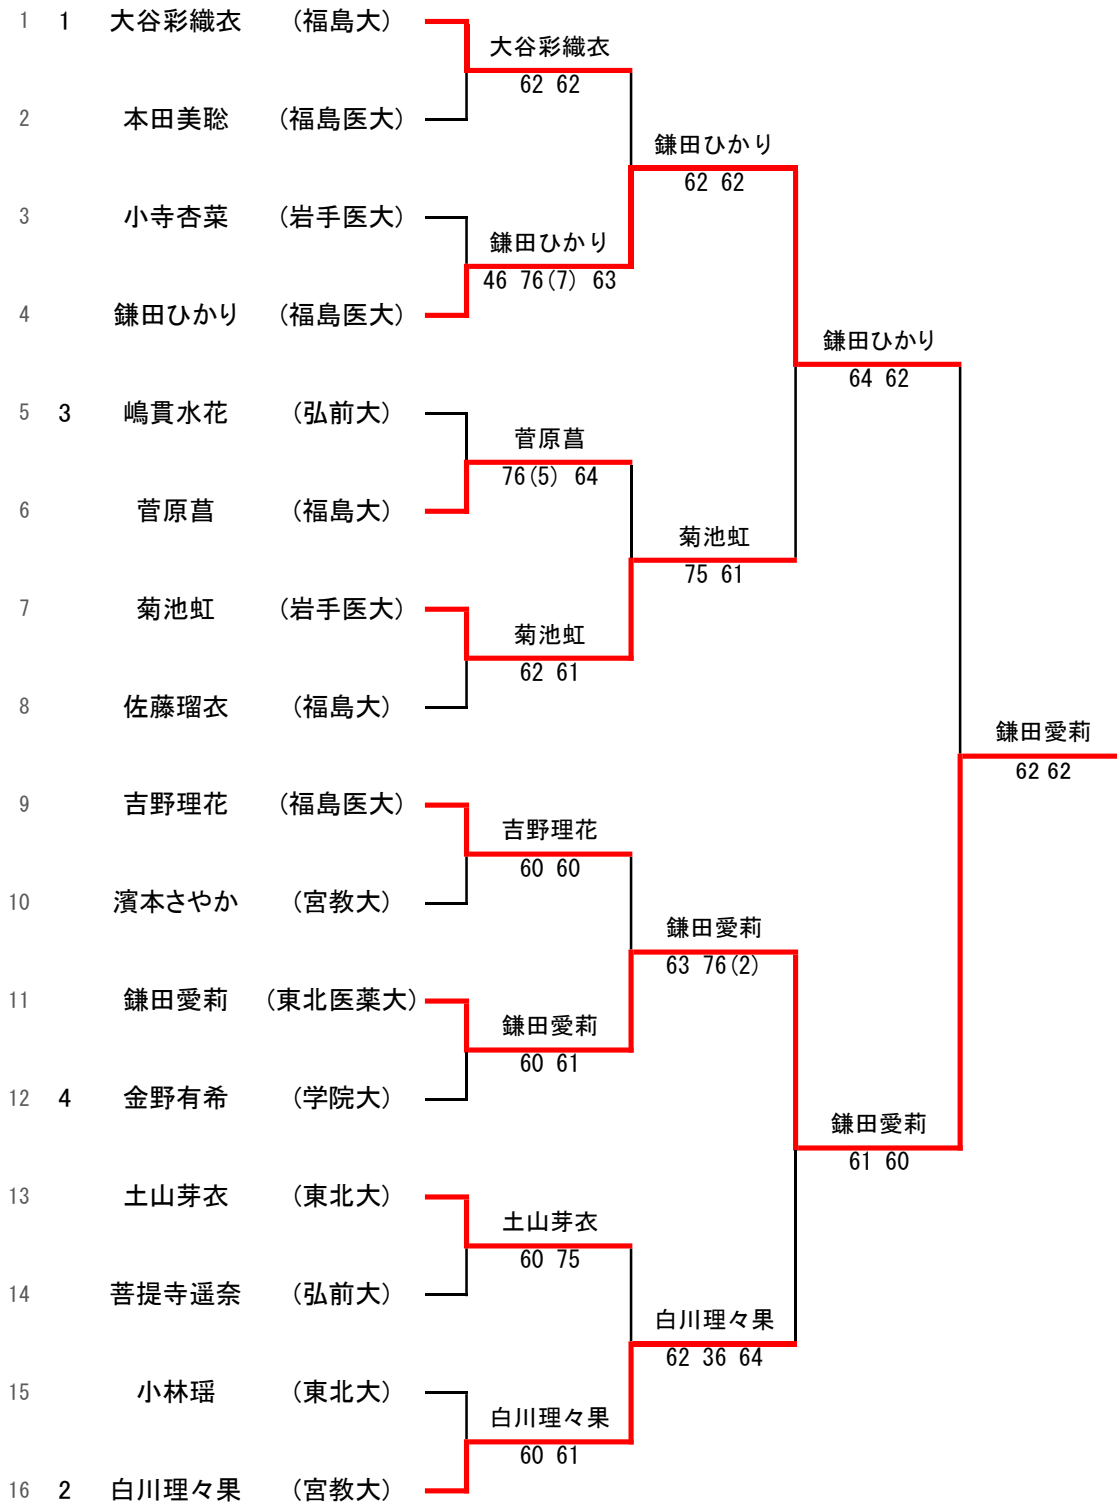 1 1 大谷彩織衣 (福島大)
大谷彩織衣
62 62
2 本田美聡 (福島医大)
鎌田ひかり
62 62
3 小寺杏菜 (岩手医大)
鎌田ひかり
46 76(7) 63
4 鎌田ひかり (福島医大)
鎌田ひかり
64 62
5 3 嶋貫水花 (弘前大)
菅原菖
76(5) 64
6 菅原菖 (福島大)
菊池虹
75 61
7 菊池虹 (岩手医大)
菊池虹
62 61
8 佐藤瑠衣 (福島大)
鎌田愛莉
62 62
9 吉野理花 (福島医大)
吉野理花
60 60
10 濱本さやか (宮教大)
鎌田愛莉
63 76(2)
11 鎌田愛莉 (東北医薬大)
鎌田愛莉
60 61
12 4 金野有希 (学院大)
鎌田愛莉
61 60
13 土山芽衣 (東北大)
土山芽衣
60 75
14 菩提寺遥奈 (弘前大)
白川理々果
62 36 64
15 小林瑶 (東北大)
白川理々果
60 61
16 2 白川理々果 (宮教大)